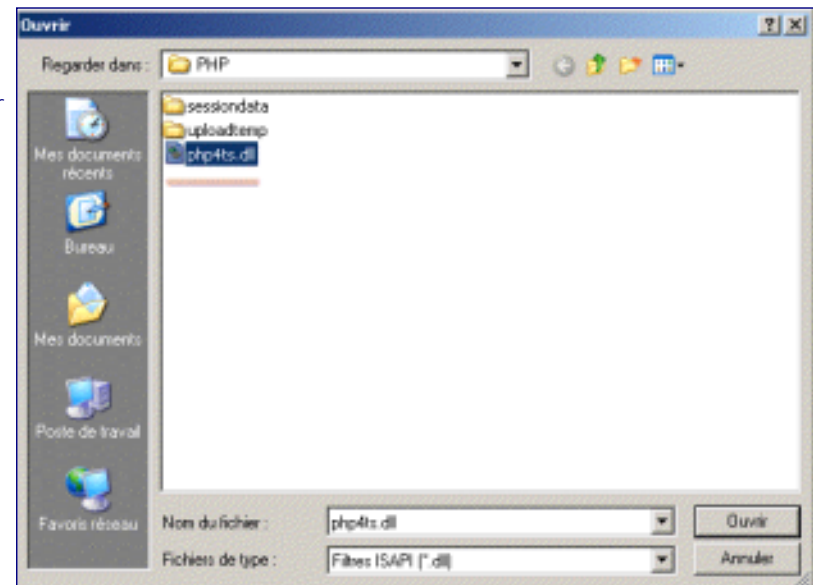 Ouvrir
Regarder dans : PHP
sessiondata
uploadtemp
php4ts.dll
Mes documents
récents
Bureau
Mes documents
Poste de travail
Favoris réseau
Nom du fichier : php4ts.dll Ouvrir
Fichiers de type : Filtres ISAPI (*.dll) Annuler